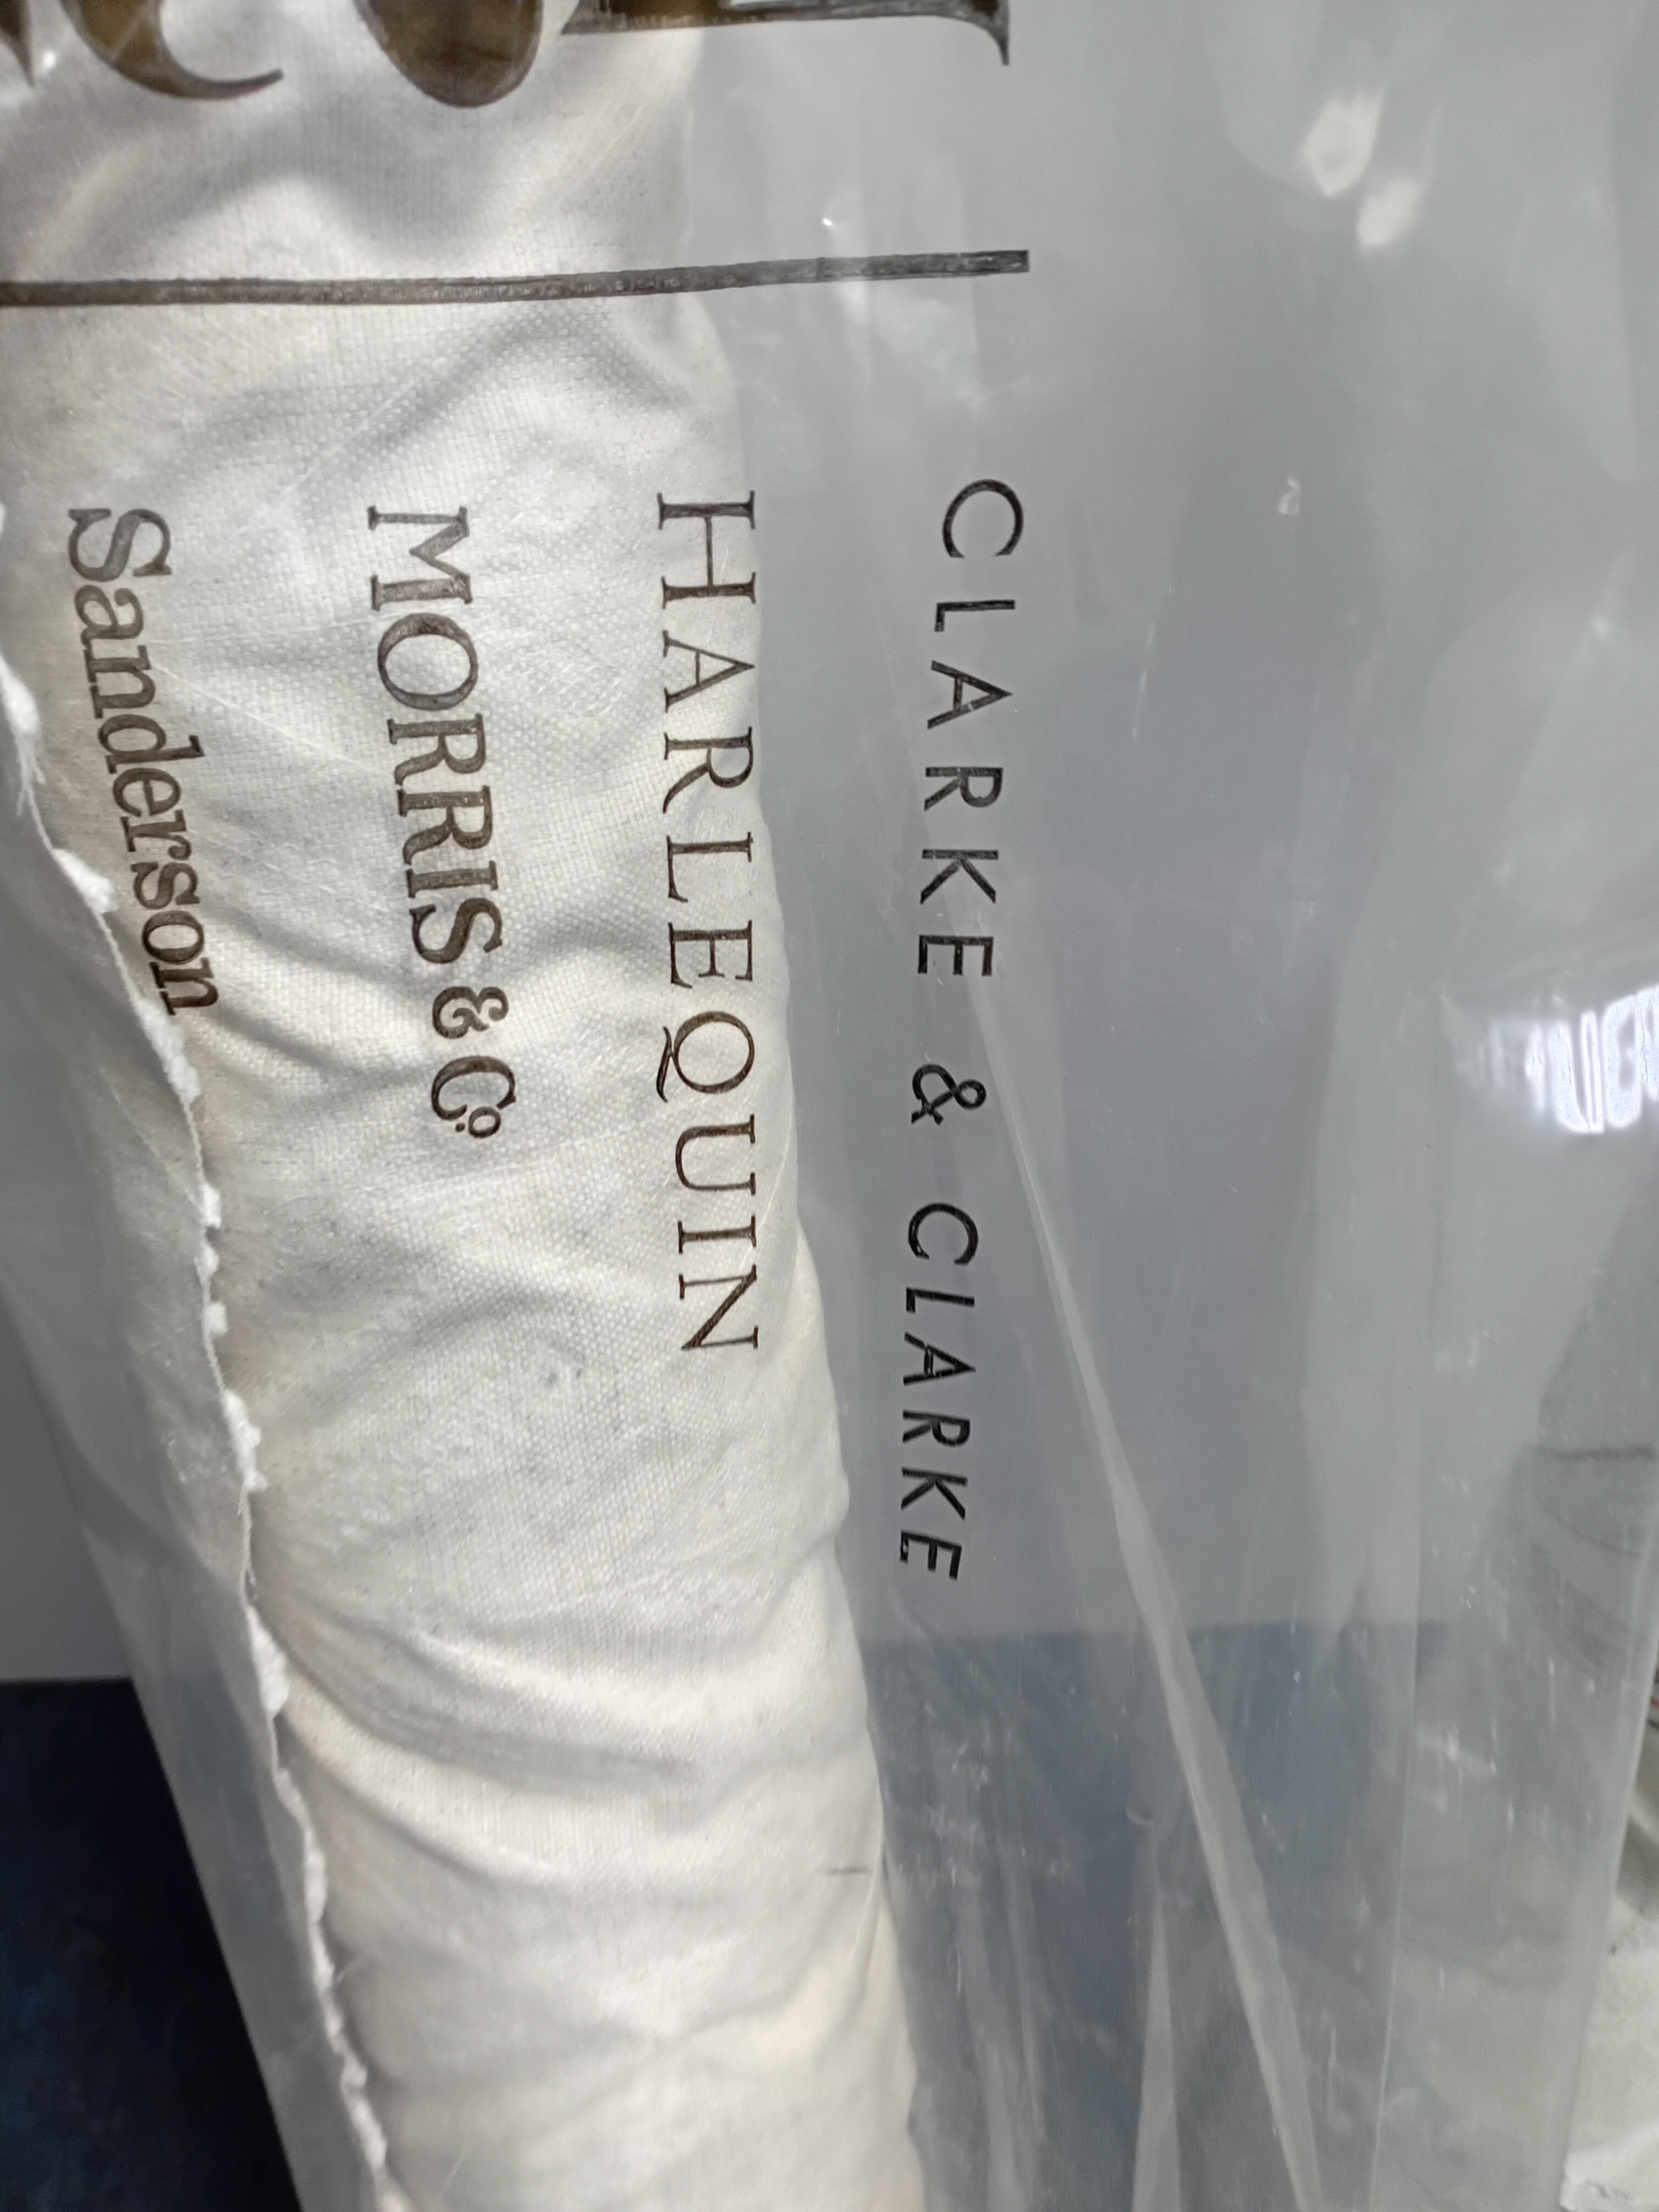 CLARKE & CLARKE
HARLEQUIN
MORRIS & Co.
Sanderson